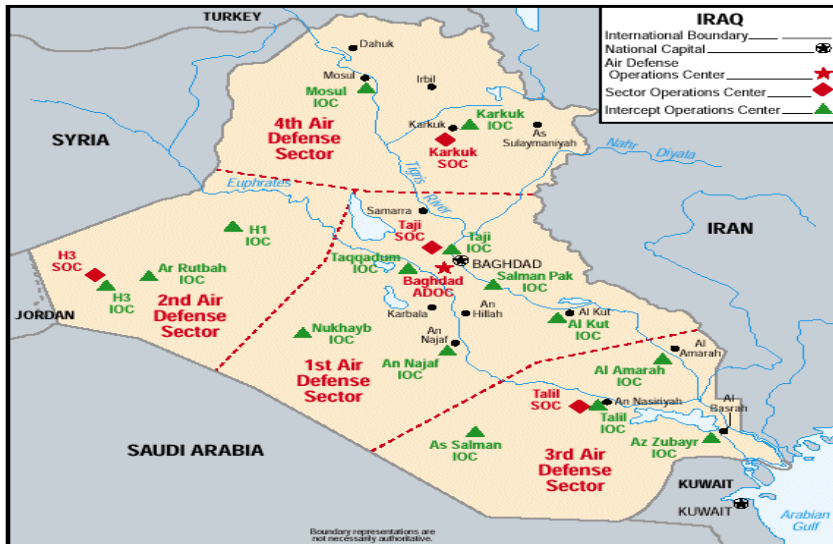 TURKEY
SYRIA
IRAN
JORDAN
SAUDI ARABIA
KUWAIT
KUWAIT
Arabian
Gulf
IRAQ
International Boundary
National Capital
Air Defense
Operations Center
Sector Operations Center
Intercept Operations Center
Dahuk
Mosul
Irbil
Mosul
IOC
4th Air
Defense
Sector
Karkuk
Karkuk
IOC
Karkuk
SOC
As
Sulaymaniyah
Nahr Diyala
Tigris
River
Euphrates
Samarra
Taji
SOC
Taji
IOC
Taqqadum
IOC
BAGHDAD
Baghdad
ADOC
Salman Pak
IOC
H1
IOC
H3
SOC
H3
IOC
Ar Rutbah
IOC
2nd Air
Defense
Sector
Karbala
An
Hillah
Al Kut
Al Kut
IOC
Nukhayb
IOC
An
Najaf
An Najaf
IOC
1st Air
Defense
Sector
Al
Amarah
Al Amarah
IOC
Talil
SOC
An Nasiriyah
Talil
IOC
Al
Basrah
As Salman
IOC
Az Zubayr
IOC
3rd Air
Defense
Sector
Boundary representations are
not necessarily authoritative.